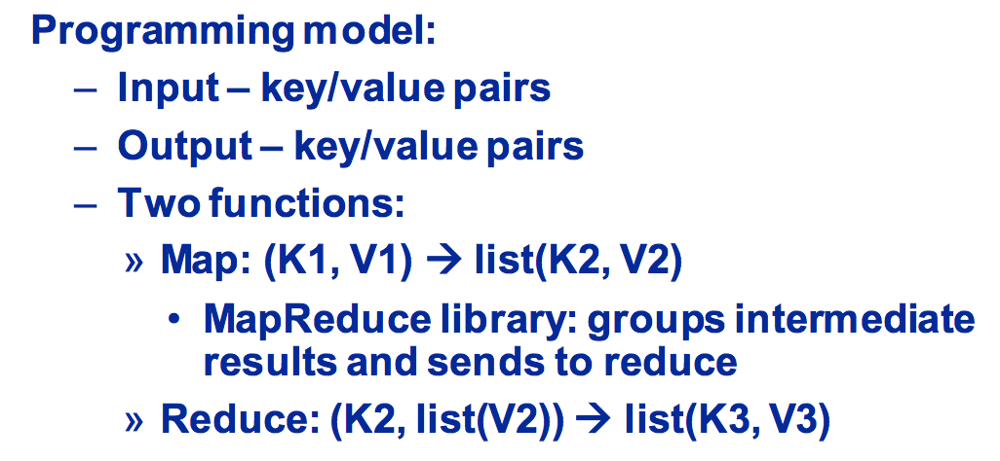 Programming model:
– Input – key/value pairs
– Output – key/value pairs
– Two functions:
» Map: (K1, V1) → list(K2, V2)
• MapReduce library: groups intermediate
results and sends to reduce
» Reduce: (K2, list(V2)) → list(K3, V3)